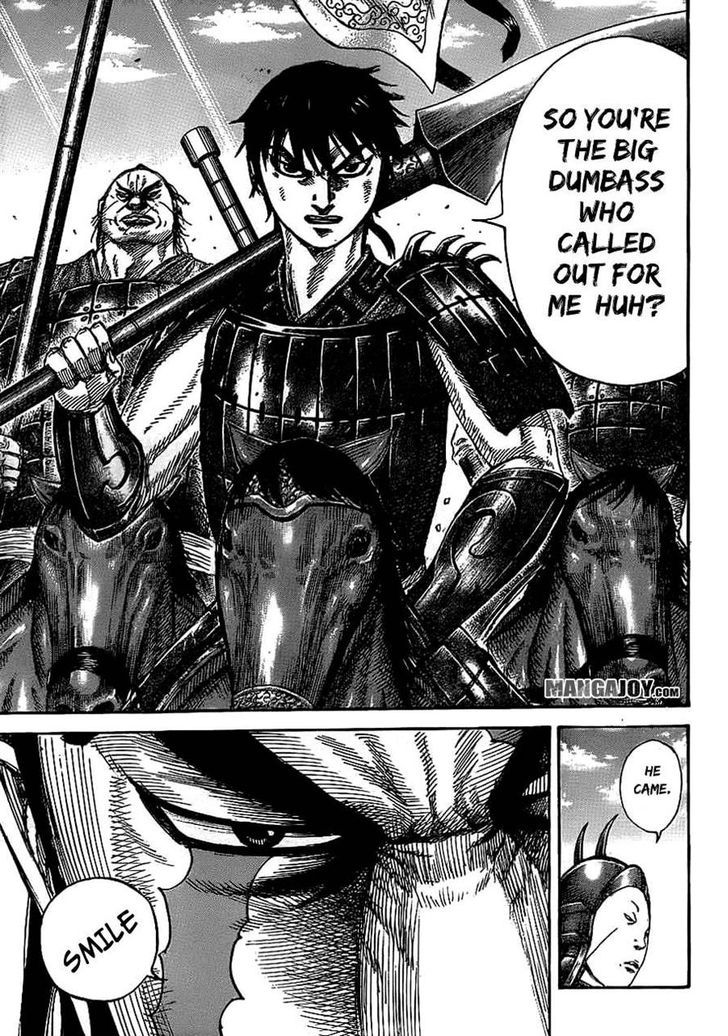 SO YOU'RE
THE BIG
DUMBASS
WHO
CALLED
OUT FOR
ME HUH?
MANGAJOY.COM
HE
CAME.
SMILE